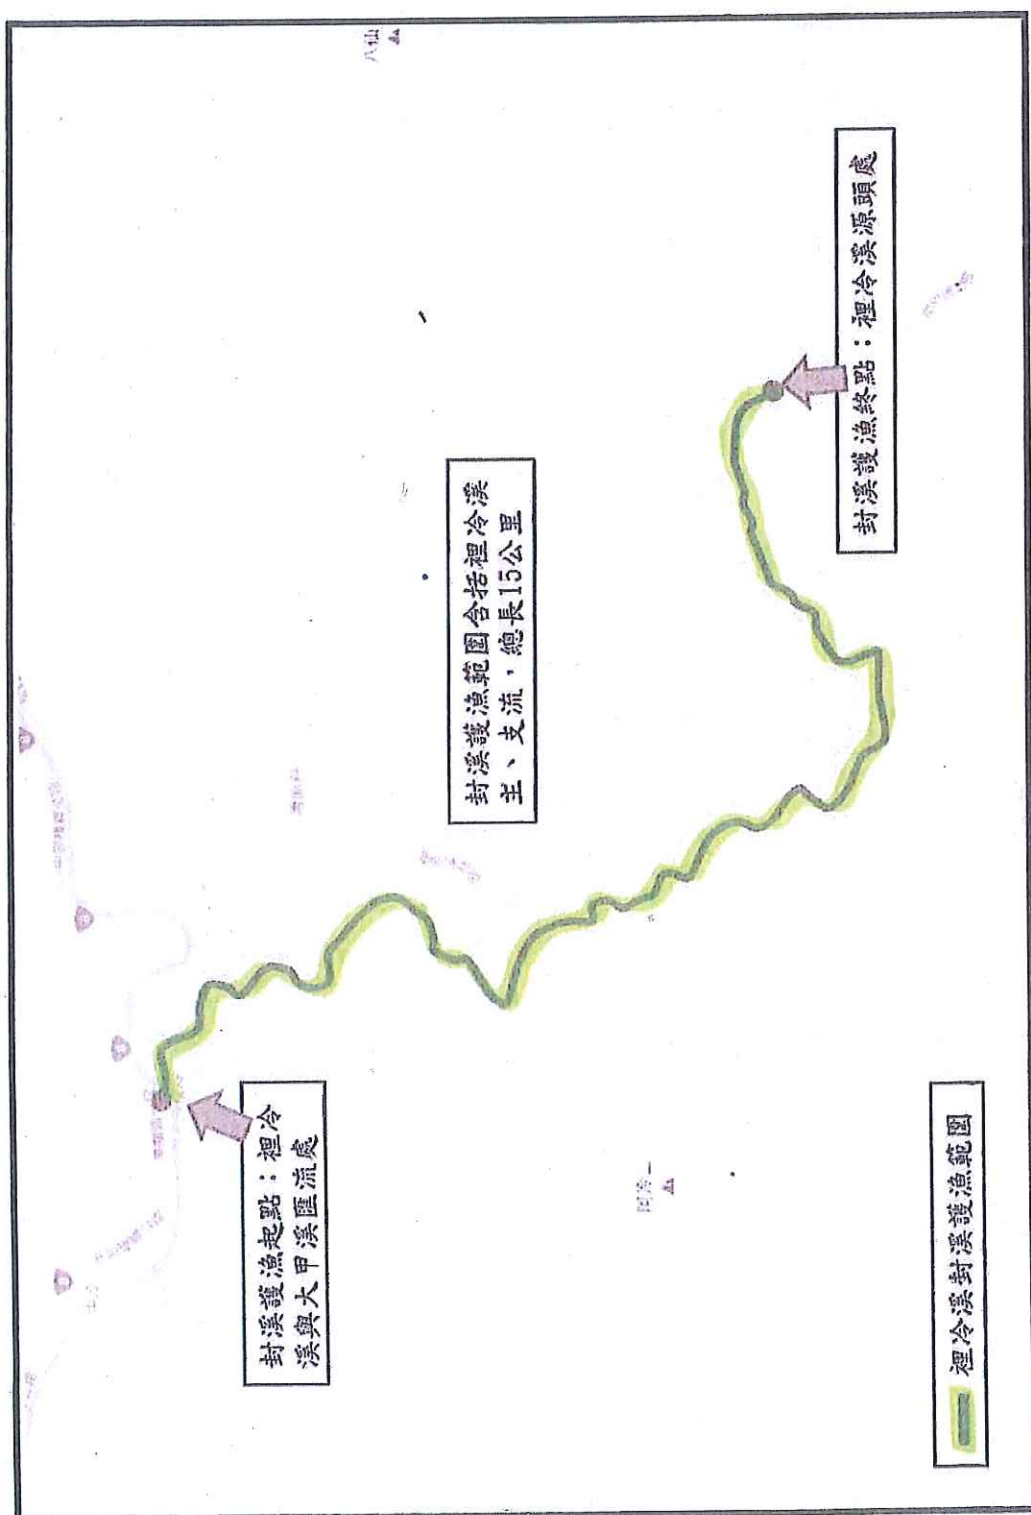 封溪護漁起點：裡冷
溪與大甲溪匯流處
封溪護漁範圍含括裡冷溪
主、支流，總長15公里
封溪護漁終點：裡冷溪源頭處
裡冷溪封溪護漁範圍
八仙